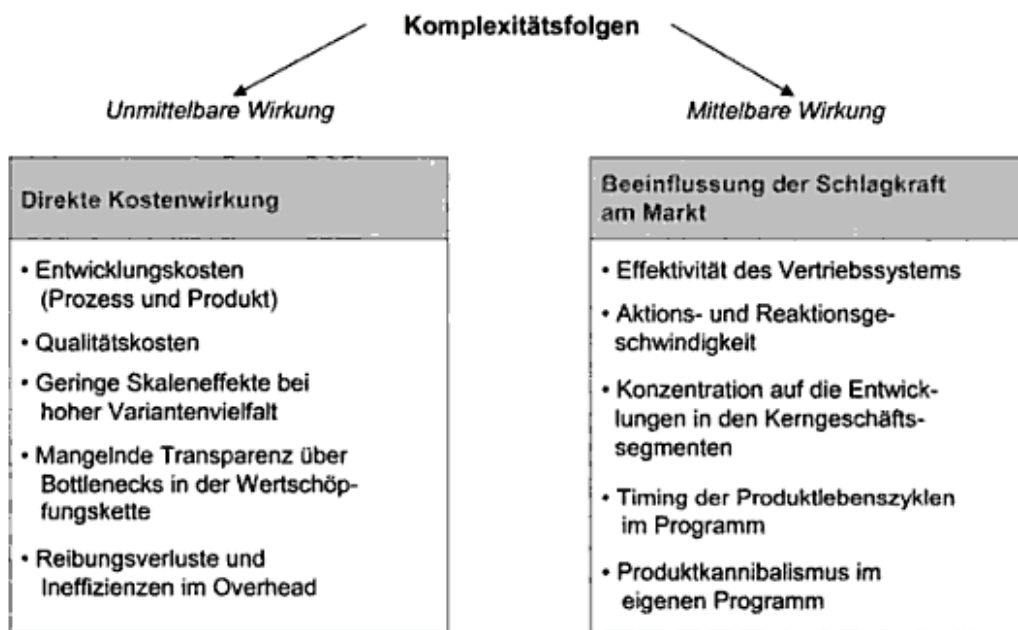 Komplexitätsfolgen
Unmittelbare Wirkung
Mittelbare Wirkung
Direkte Kostenwirkung
• Entwicklungskosten
(Prozess und Produkt)
• Qualitätskosten
• Geringe Skaleneffekte bei
hoher Variantenvielfalt
• Mangelnde Transparenz über
Bottlenecks in der Wertschöp-
fungskette
• Reibungsverluste und
Ineffizienzen im Overhead
Beeinflussung der Schlagkraft
am Markt
• Effektivität des Vertriebssystems
• Aktions- und Reaktionsge-
schwindigkeit
• Konzentration auf die Entwick-
lungen in den Kerngeschäfts-
segmenten
• Timing der Produktlebenszyklen
im Programm
• Produktkannibalismus im
eigenen Programm